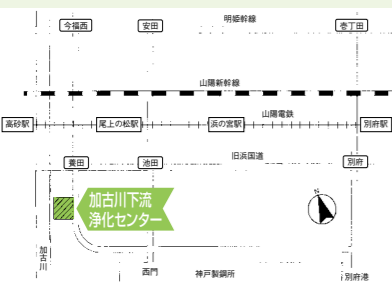 明姫幹線
今福西
安田
壱丁田
山陽新幹線
山陽電鉄
高砂駅
尾上の松駅
浜の宮駅
別府駅
旧浜国道
養田
池田
別府
加古川下流
浄化センター
N
加古川
西門
神戸製鋼所
別府港